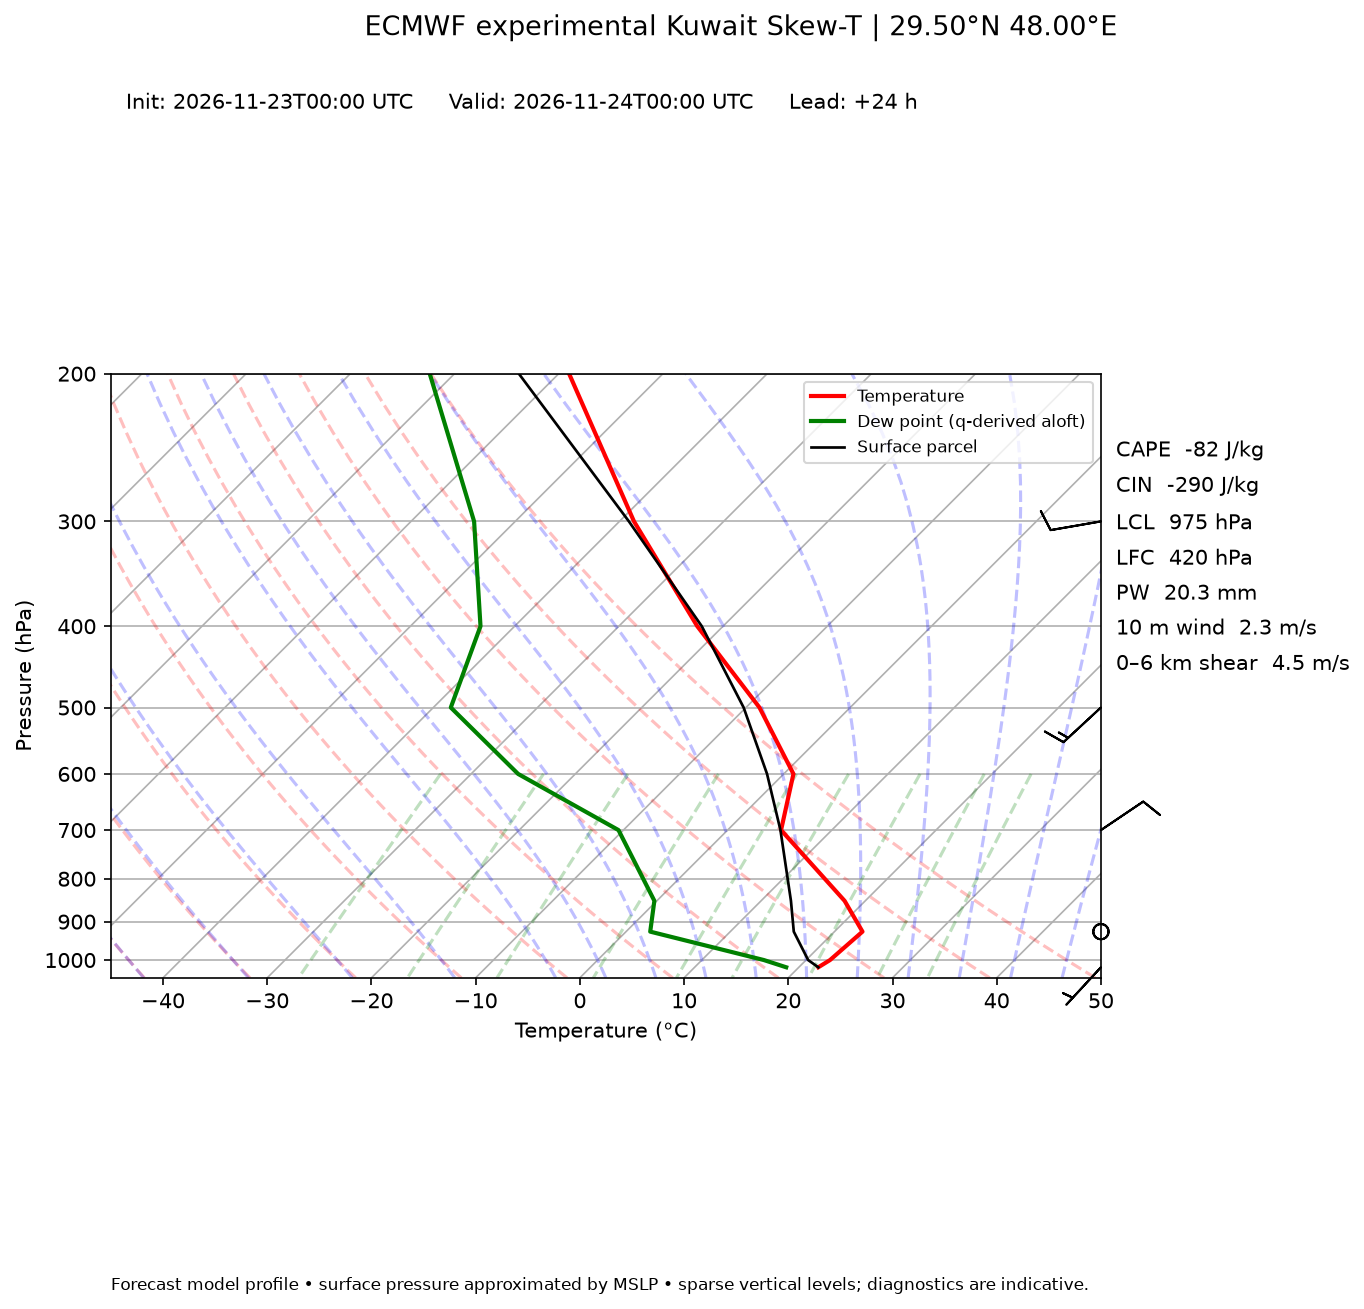 ECMWF experimental Kuwait Skew-T | 29.50°N 48.00°E
Init: 2026-11-23T00:00 UTC Valid: 2026-11-24T00:00 UTC Lead: +24 h
200
300
400
500
600
700
800
900
1000
Pressure (hPa)
Temperature
Dew point (q-derived aloft)
Surface parcel
CAPE -82 J/kg
CIN -290 J/kg
LCL 975 hPa
LFC 420 hPa
PW 20.3 mm
10 m wind 2.3 m/s
0–6 km shear 4.5 m/s
−40 −30 −20 −10 0 10 20 30 40 50
Temperature (°C)
Forecast model profile • surface pressure approximated by MSLP • sparse vertical levels; diagnostics are indicative.